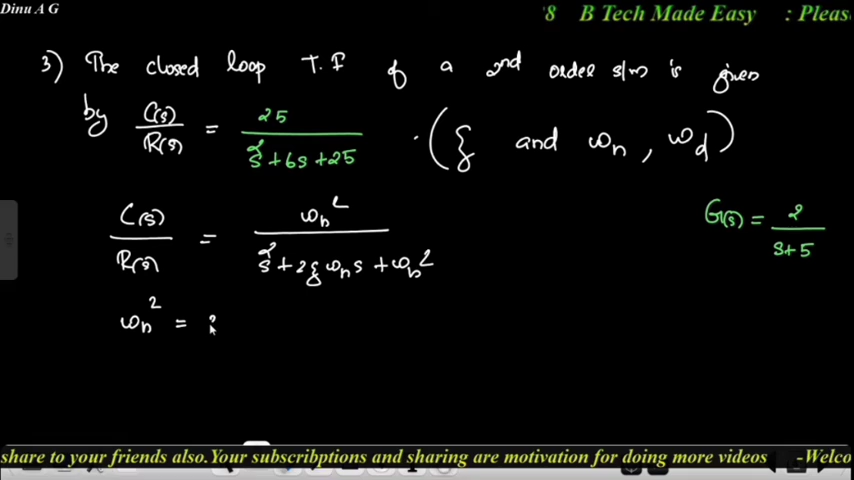 Dinu A G
'8 B Tech Made Easy : Pleas
3) The closed loop T.F of a 2nd order s/m is given
by C(s)/R(s) = 25/(s²+6s+25) . (ξ and ωn, ωd)
C(s)/R(s) = ωn²/(s²+2ξωns+ωn²)
G(s) = 2/(s+5)
ωn² =
share to your friends also.Your subscribptions and sharing are motivation for doing more videos -Welco